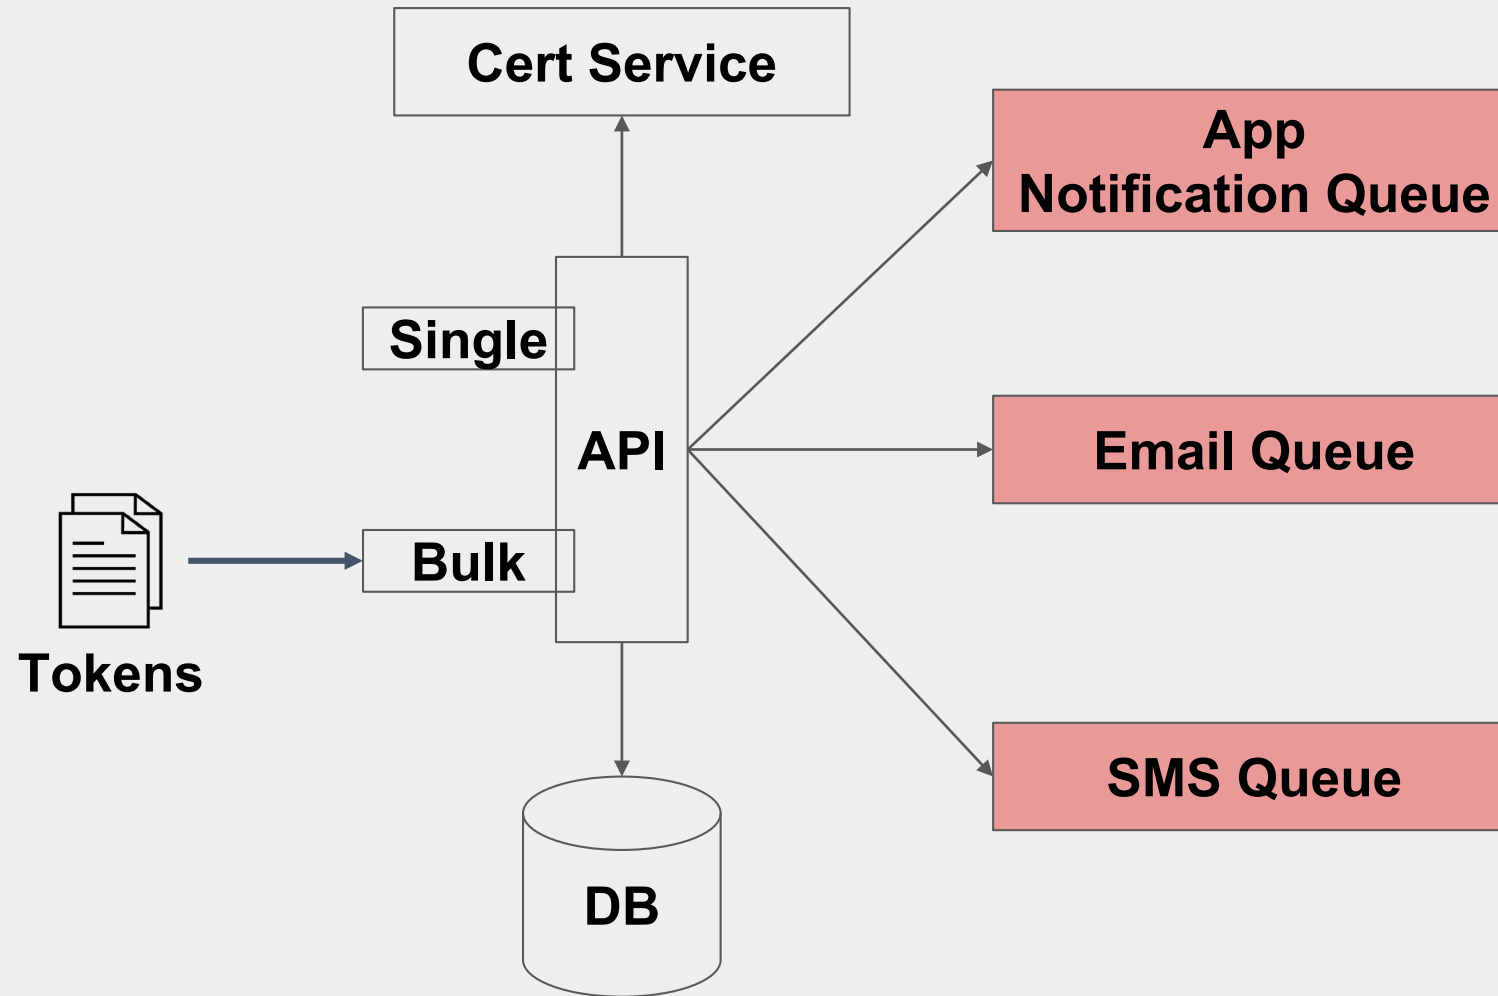 Cert Service
App
Notification Queue
Single
API
Email Queue
Bulk
Tokens
SMS Queue
DB